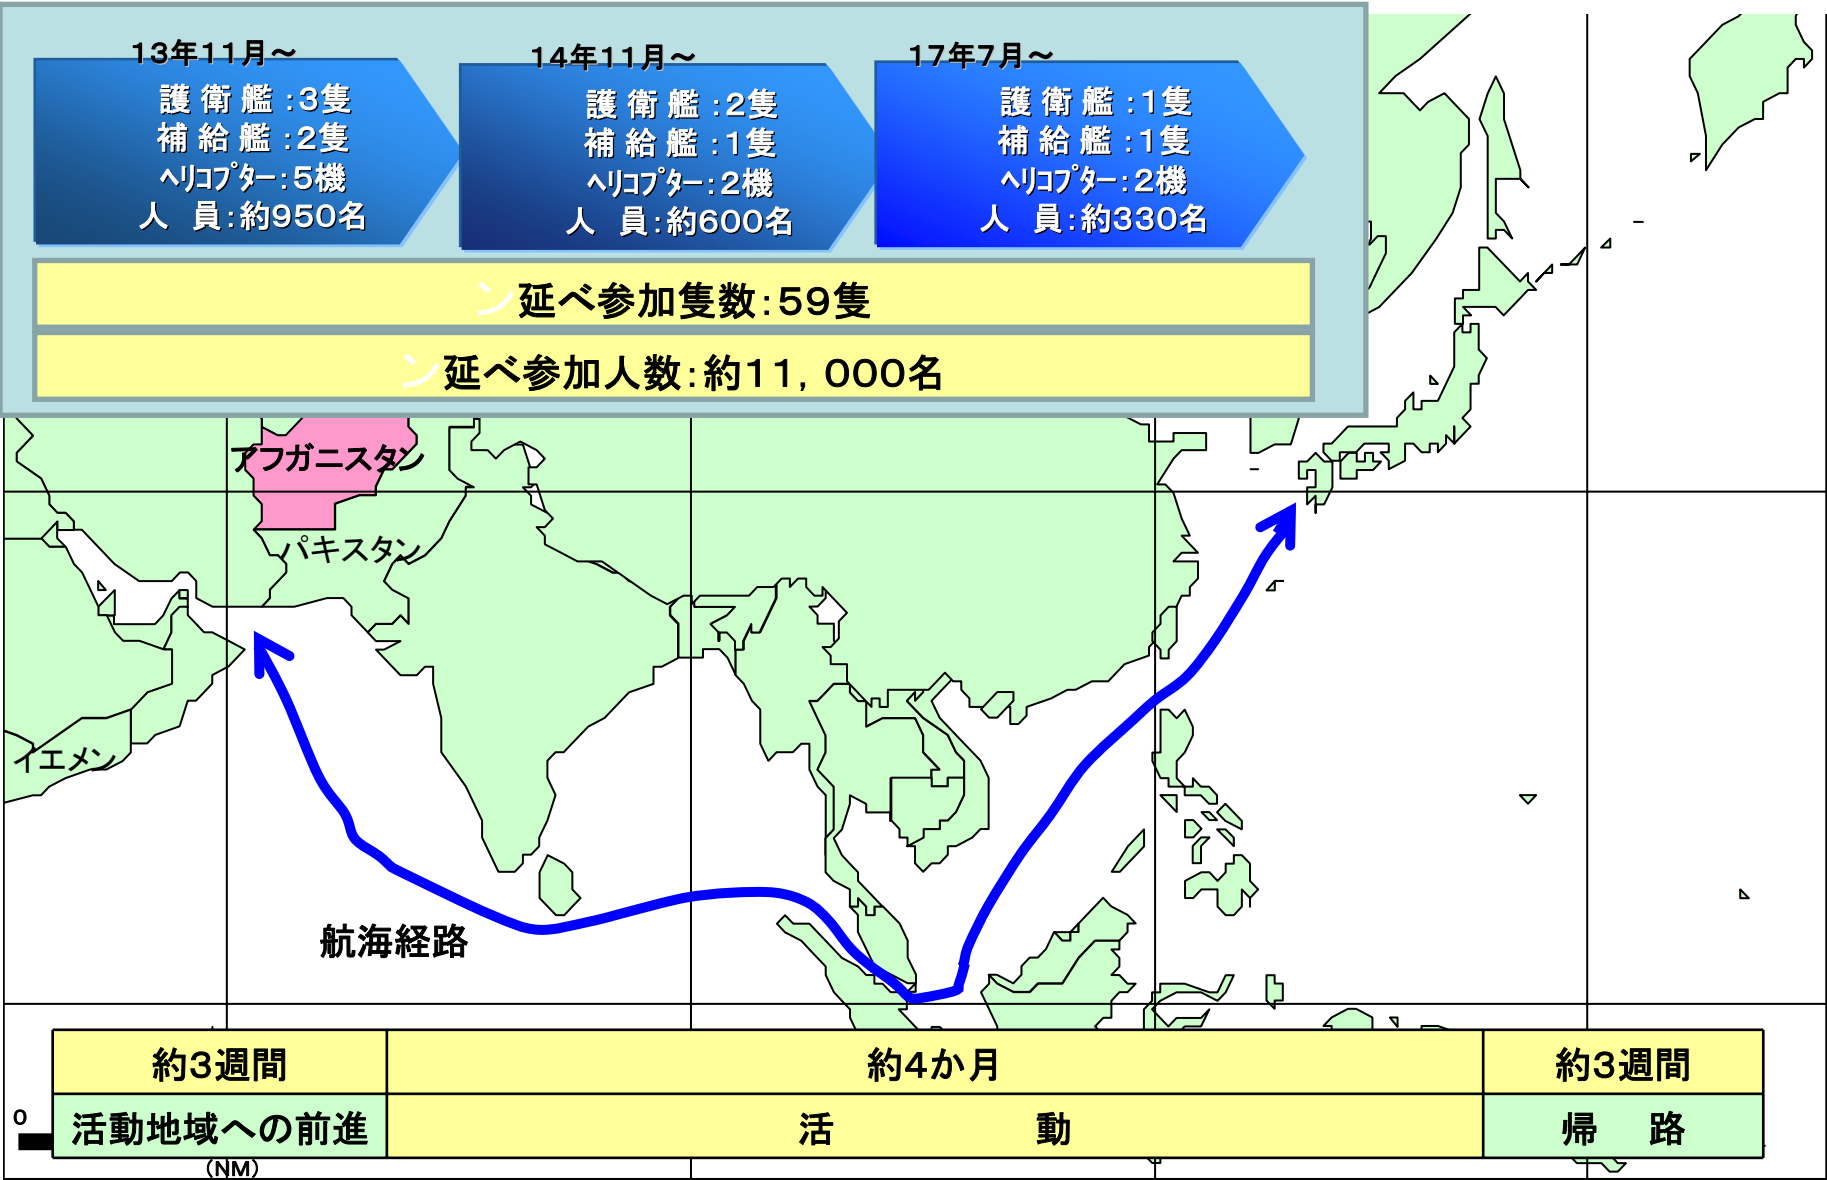 13年11月～
護衛艦：3隻
補給艦：2隻
ﾍﾘｺﾌﾟﾀｰ：5機
人　員：約950名
14年11月～
護衛艦：2隻
補給艦：1隻
ﾍﾘｺﾌﾟﾀｰ：2機
人　員：約600名
17年7月～
護衛艦：1隻
補給艦：1隻
ﾍﾘｺﾌﾟﾀｰ：2機
人　員：約330名
ン延べ参加隻数：59隻
ン延べ参加人数：約11，000名
アフガニスタン
パキスタン
イエメン
航海経路
約3週間
約4か月
約3週間
活動地域への前進
活　動
帰　路
0
(NM)